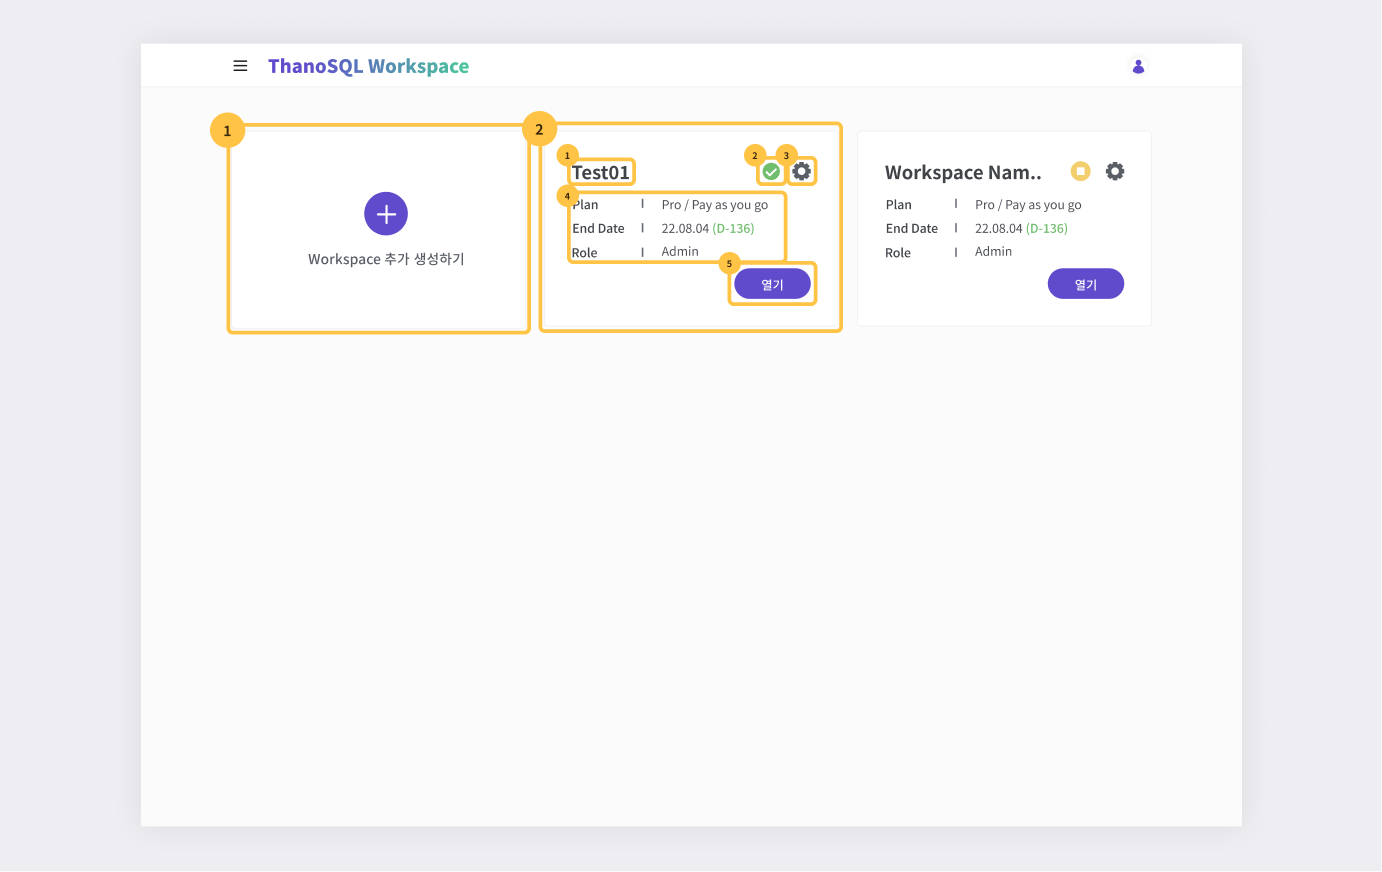 ThanoSQL Workspace
1
Workspace 추가 생성하기
2
1
Test01
2
3
4
Plan | Pro / Pay as you go
End Date | 22.08.04 (D-136)
Role | Admin
5
열기
Workspace Nam..
Plan | Pro / Pay as you go
End Date | 22.08.04 (D-136)
Role | Admin
열기